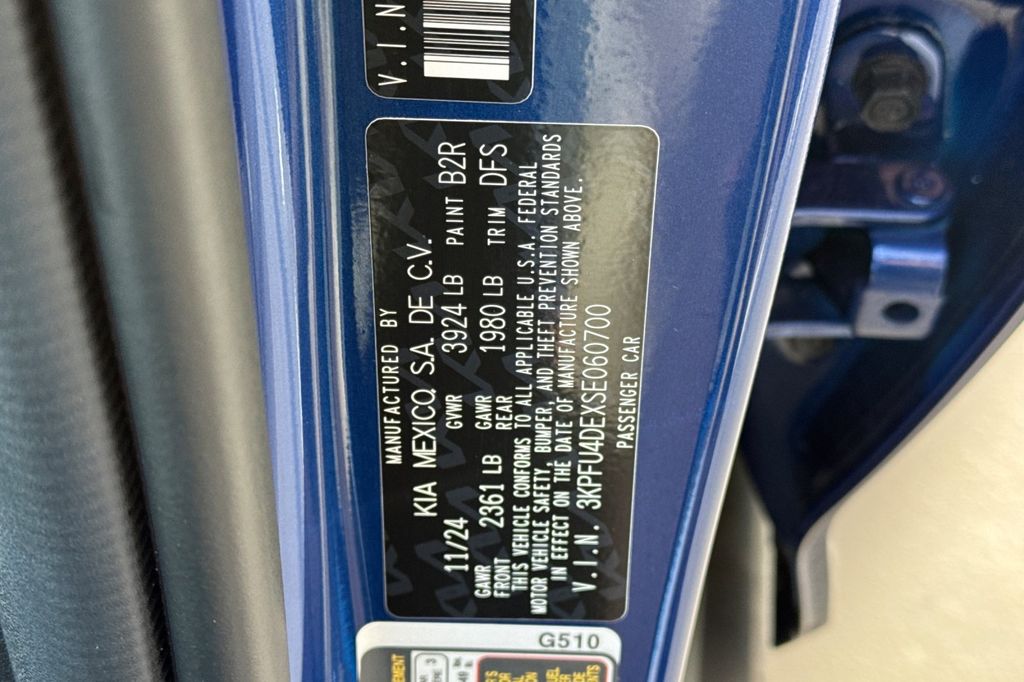 V.I.N
MANUFACTURED BY
KIA MEXICO, S.A. DE C.V.
11/24 GVWR 3924 LB PAINT B2R
GAWR FRONT 2361 LB GAWR REAR 1980 LB TRIM DFS
THIS VEHICLE CONFORMS TO ALL APPLICABLE U.S.A. FEDERAL
MOTOR VEHICLE SAFETY, BUMPER, AND THEFT PREVENTION STANDARDS
IN EFFECT ON THE DATE OF MANUFACTURE SHOWN ABOVE.
V.I.N. 3KPFU4DEXSE060700
PASSENGER CAR
G510